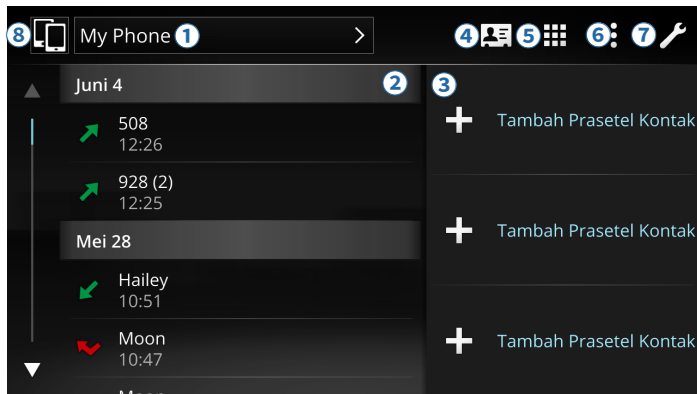 8 My Phone 1 4 5 6 7
Juni 4 2 3
508
12:26
928 (2)
12:25
Mei 28
Hailey
10:51
Moon
10:47
Tambah Prasetel Kontak
Tambah Prasetel Kontak
Tambah Prasetel Kontak